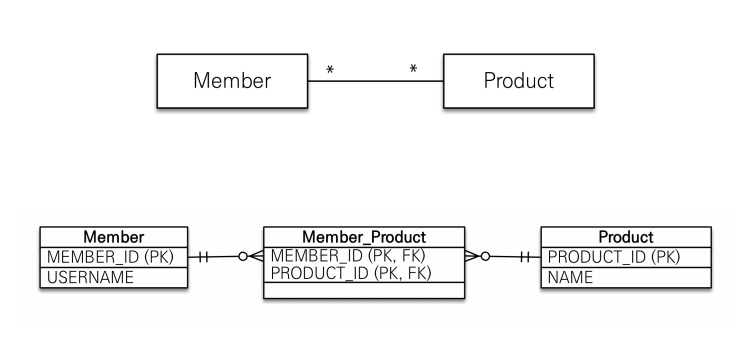 Member
*
*
Product
Member
MEMBER_ID (PK)
USERNAME
Member_Product
MEMBER_ID (PK, FK)
PRODUCT_ID (PK, FK)
Product
PRODUCT_ID (PK)
NAME